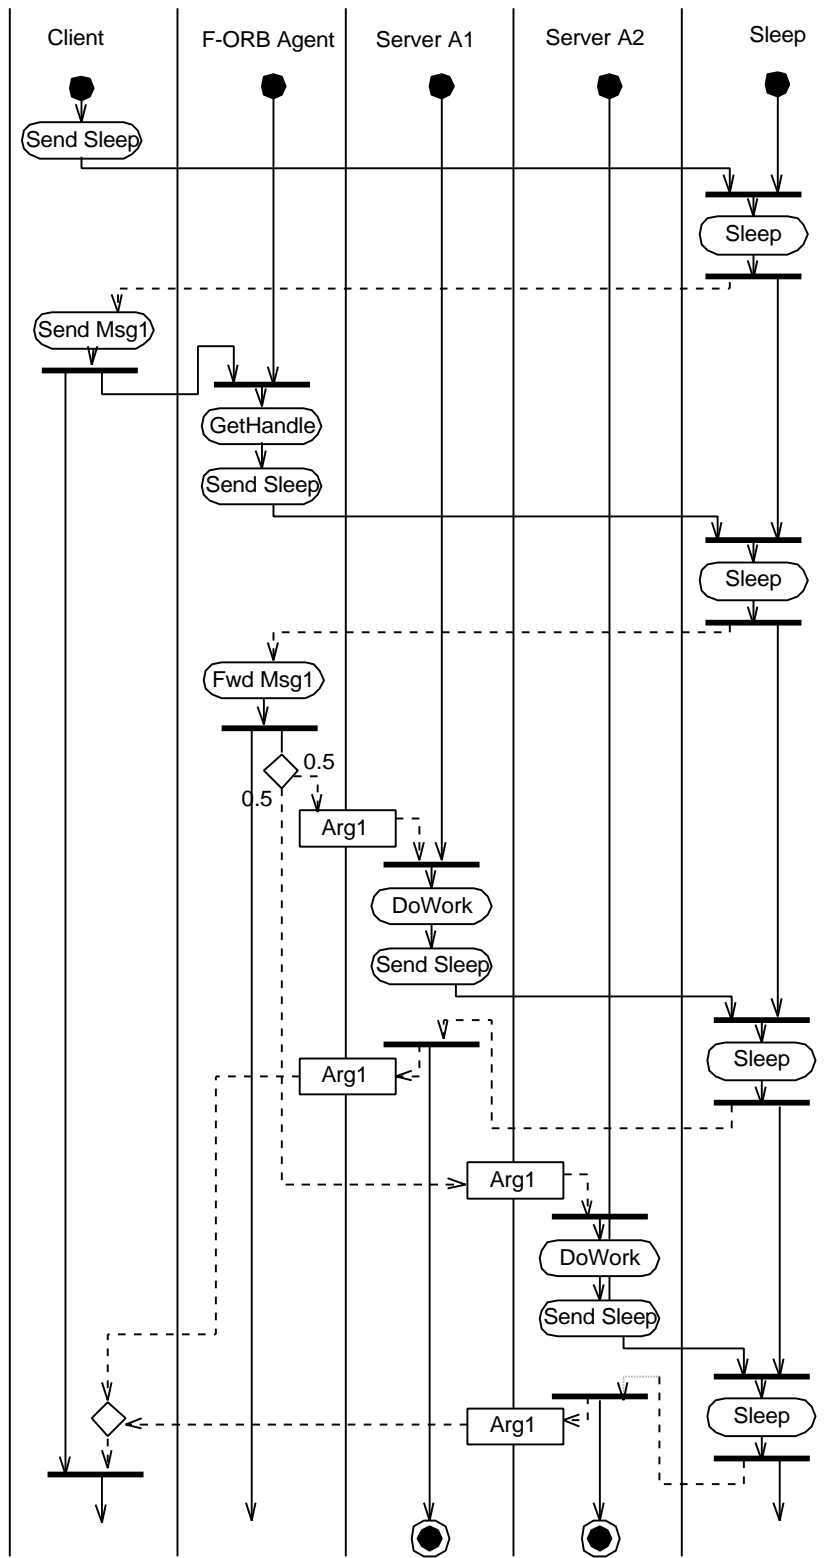 Client
F-ORB Agent
Server A1
Server A2
Sleep
Send Sleep
Sleep
Send Msg1
GetHandle
Send Sleep
Sleep
Fwd Msg1
0.5
0.5
Arg1
DoWork
Send Sleep
Sleep
Arg1
Arg1
DoWork
Send Sleep
Sleep
Arg1